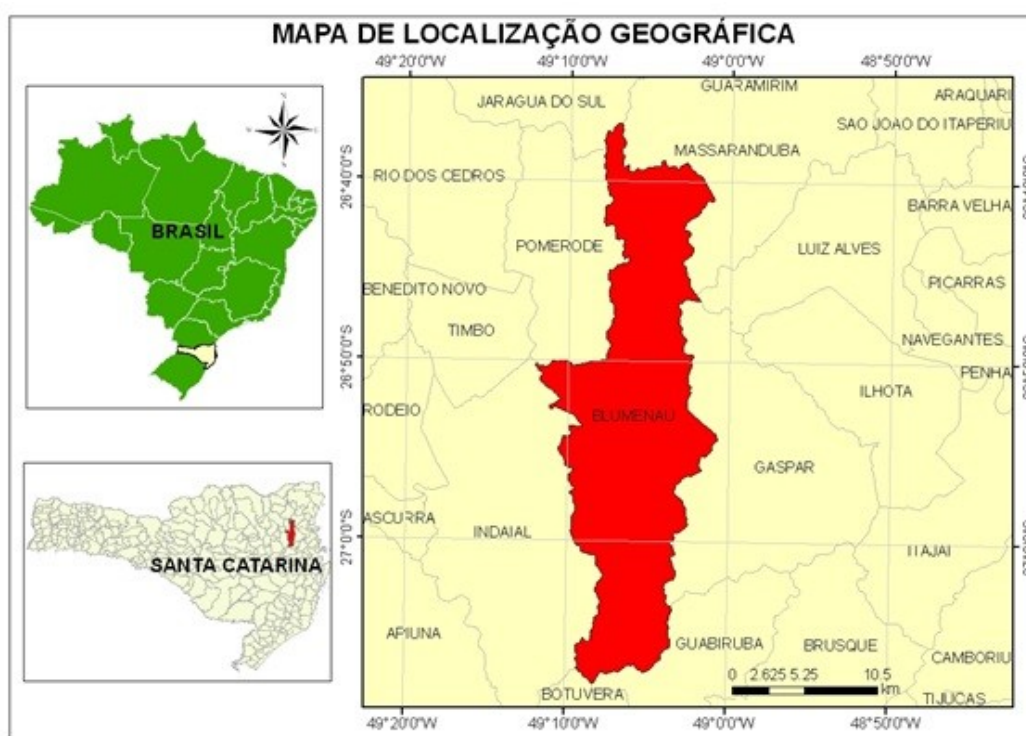 MAPA DE LOCALIZAÇÃO GEOGRÁFICA
BRASIL
SANTA CATARINA
49°20'0"W 49°10'0"W 49°0'0"W 48°50'0"W
GUARAMIRIM
JARAGUA DO SUL
ARAQUARI
SAO JOAO DO ITAPERIU
MASSARANDUBA
RIO DOS CEDROS
26°40'0"S
BARRA VELHA
POMERODE
LUIZ ALVES
PICARRAS
BENEDITO NOVO
TIMBO
NAVEGANTES
26°50'0"S
PENHA
ILHOTA
RODEIO
BLUMENAU
GASPAR
ASCURRA
INDAIAL
27°0'0"S
ITAJAI
APIUNA
GUABIRUBA
BRUSQUE
CAMBORIU
0 2.625 5.25 10.5
km
BOTUVERA
TIJUCAS
49°20'0"W 49°10'0"W 49°0'0"W 48°50'0"W